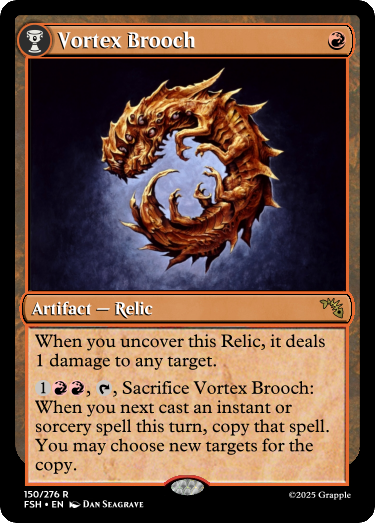 Vortex Brooch
Artifact — Relic
When you uncover this Relic, it deals
1 damage to any target.
1, Sacrifice Vortex Brooch:
When you next cast an instant or
sorcery spell this turn, copy that spell.
You may choose new targets for the
copy.
150/276 R
FSH • EN Dan Seagrave
©2025 Grapple